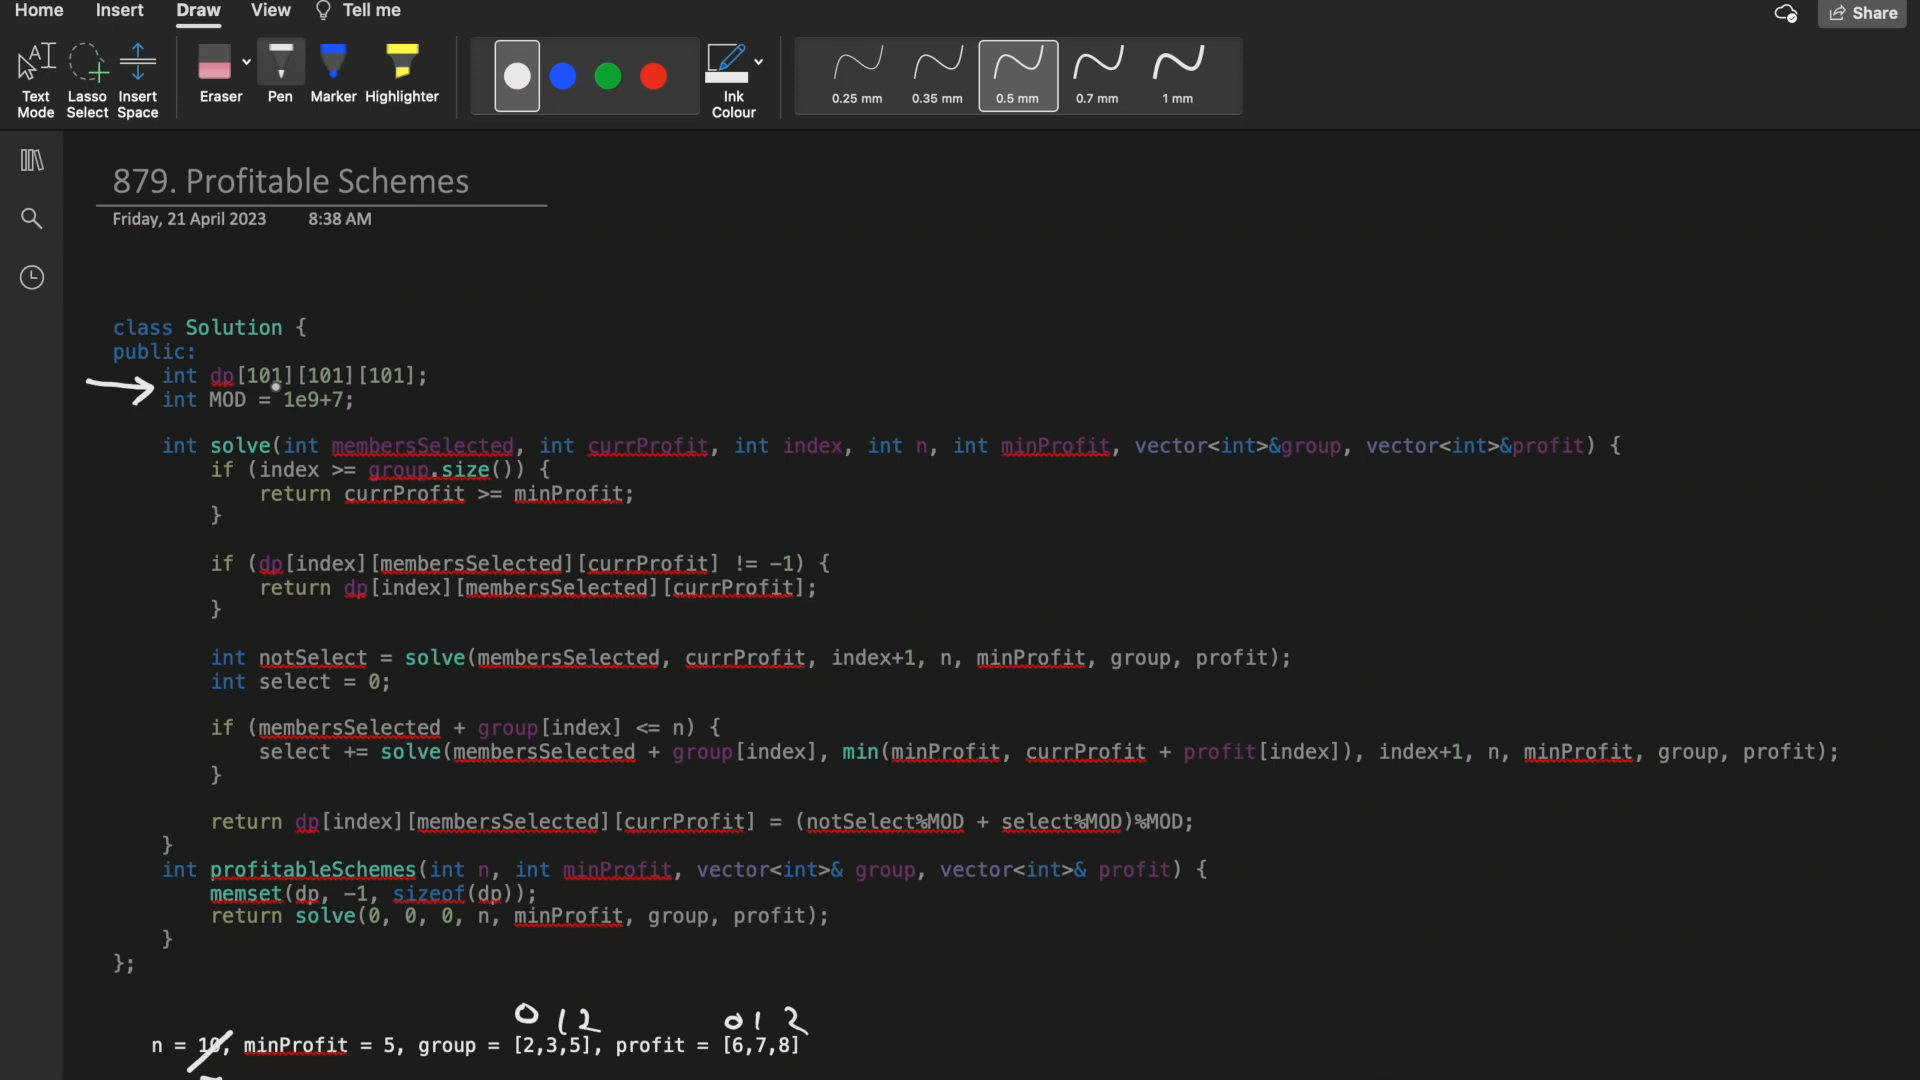 Home Insert Draw View Tell me Share
Text Mode Lasso Select Insert Space Eraser Pen Marker Highlighter Ink Colour 0.25 mm 0.35 mm 0.5 mm 0.7 mm 1 mm
879. Profitable Schemes
Friday, 21 April 2023 8:38 AM
class Solution {
public:
int dp[101][101][101];
int MOD = 1e9+7;
int solve(int membersSelected, int currProfit, int index, int n, int minProfit, vector<int>&group, vector<int>&profit) {
if (index >= group.size()) {
return currProfit >= minProfit;
}
if (dp[index][membersSelected][currProfit] != -1) {
return dp[index][membersSelected][currProfit];
}
int notSelect = solve(membersSelected, currProfit, index+1, n, minProfit, group, profit);
int select = 0;
if (membersSelected + group[index] <= n) {
select += solve(membersSelected + group[index], min(minProfit, currProfit + profit[index]), index+1, n, minProfit, group, profit);
}
return dp[index][membersSelected][currProfit] = (notSelect%MOD + select%MOD)%MOD;
}
int profitableSchemes(int n, int minProfit, vector<int>& group, vector<int>& profit) {
memset(dp, -1, sizeof(dp));
return solve(0, 0, 0, n, minProfit, group, profit);
}
};
0 1 2 0 1 2
n = 10, minProfit = 5, group = [2,3,5], profit = [6,7,8]